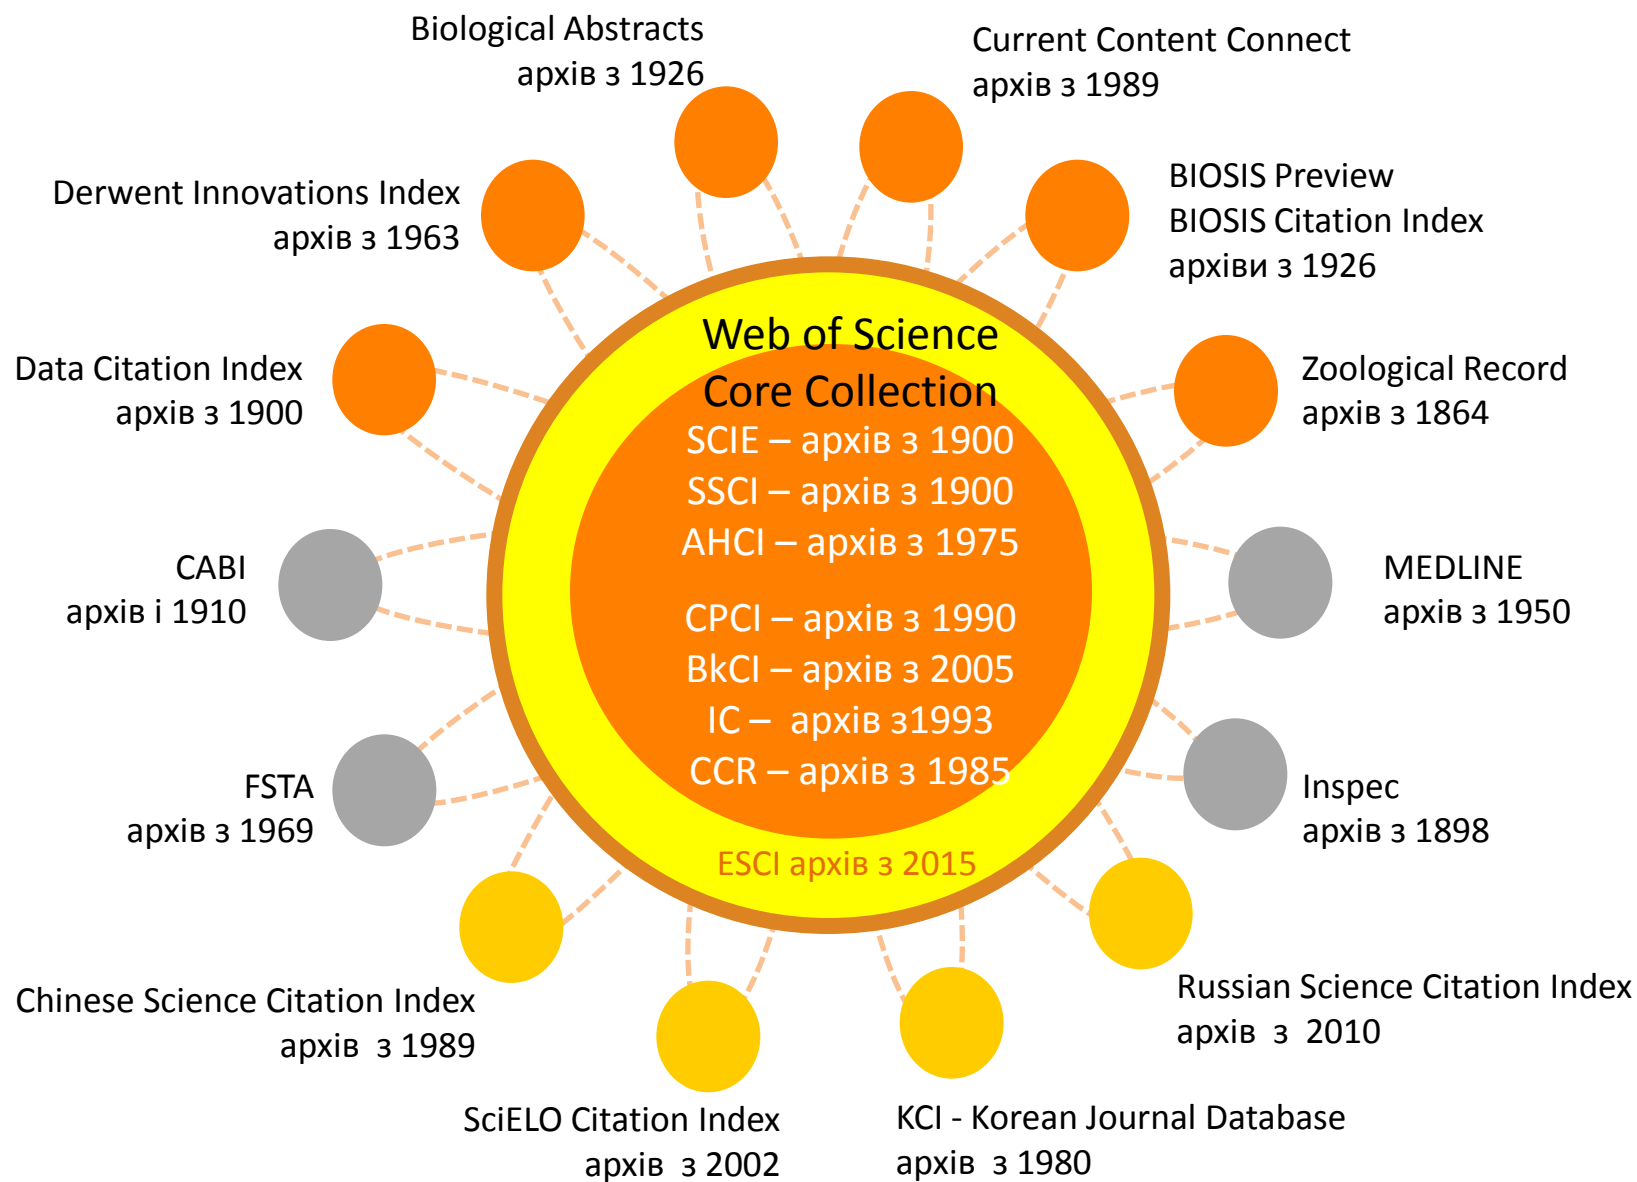 Biological Abstracts
архів з 1926
Current Content Connect
архів з 1989
Derwent Innovations Index
архів з 1963
BIOSIS Preview
BIOSIS Citation Index
архіви з 1926
Data Citation Index
архів з 1900
Zoological Record
архів з 1864
Web of Science
Core Collection
SCIE – архів з 1900
SSCI – архів з 1900
AHCI – архів з 1975
CPCI – архів з 1990
BkCI – архів з 2005
IC – архів з1993
CCR – архів з 1985
ESCI архів з 2015
CABI
архів і 1910
MEDLINE
архів з 1950
FSTA
архів з 1969
Inspec
архів з 1898
Chinese Science Citation Index
архів з 1989
Russian Science Citation Index
архів з 2010
SciELO Citation Index
архів з 2002
KCI - Korean Journal Database
архів з 1980